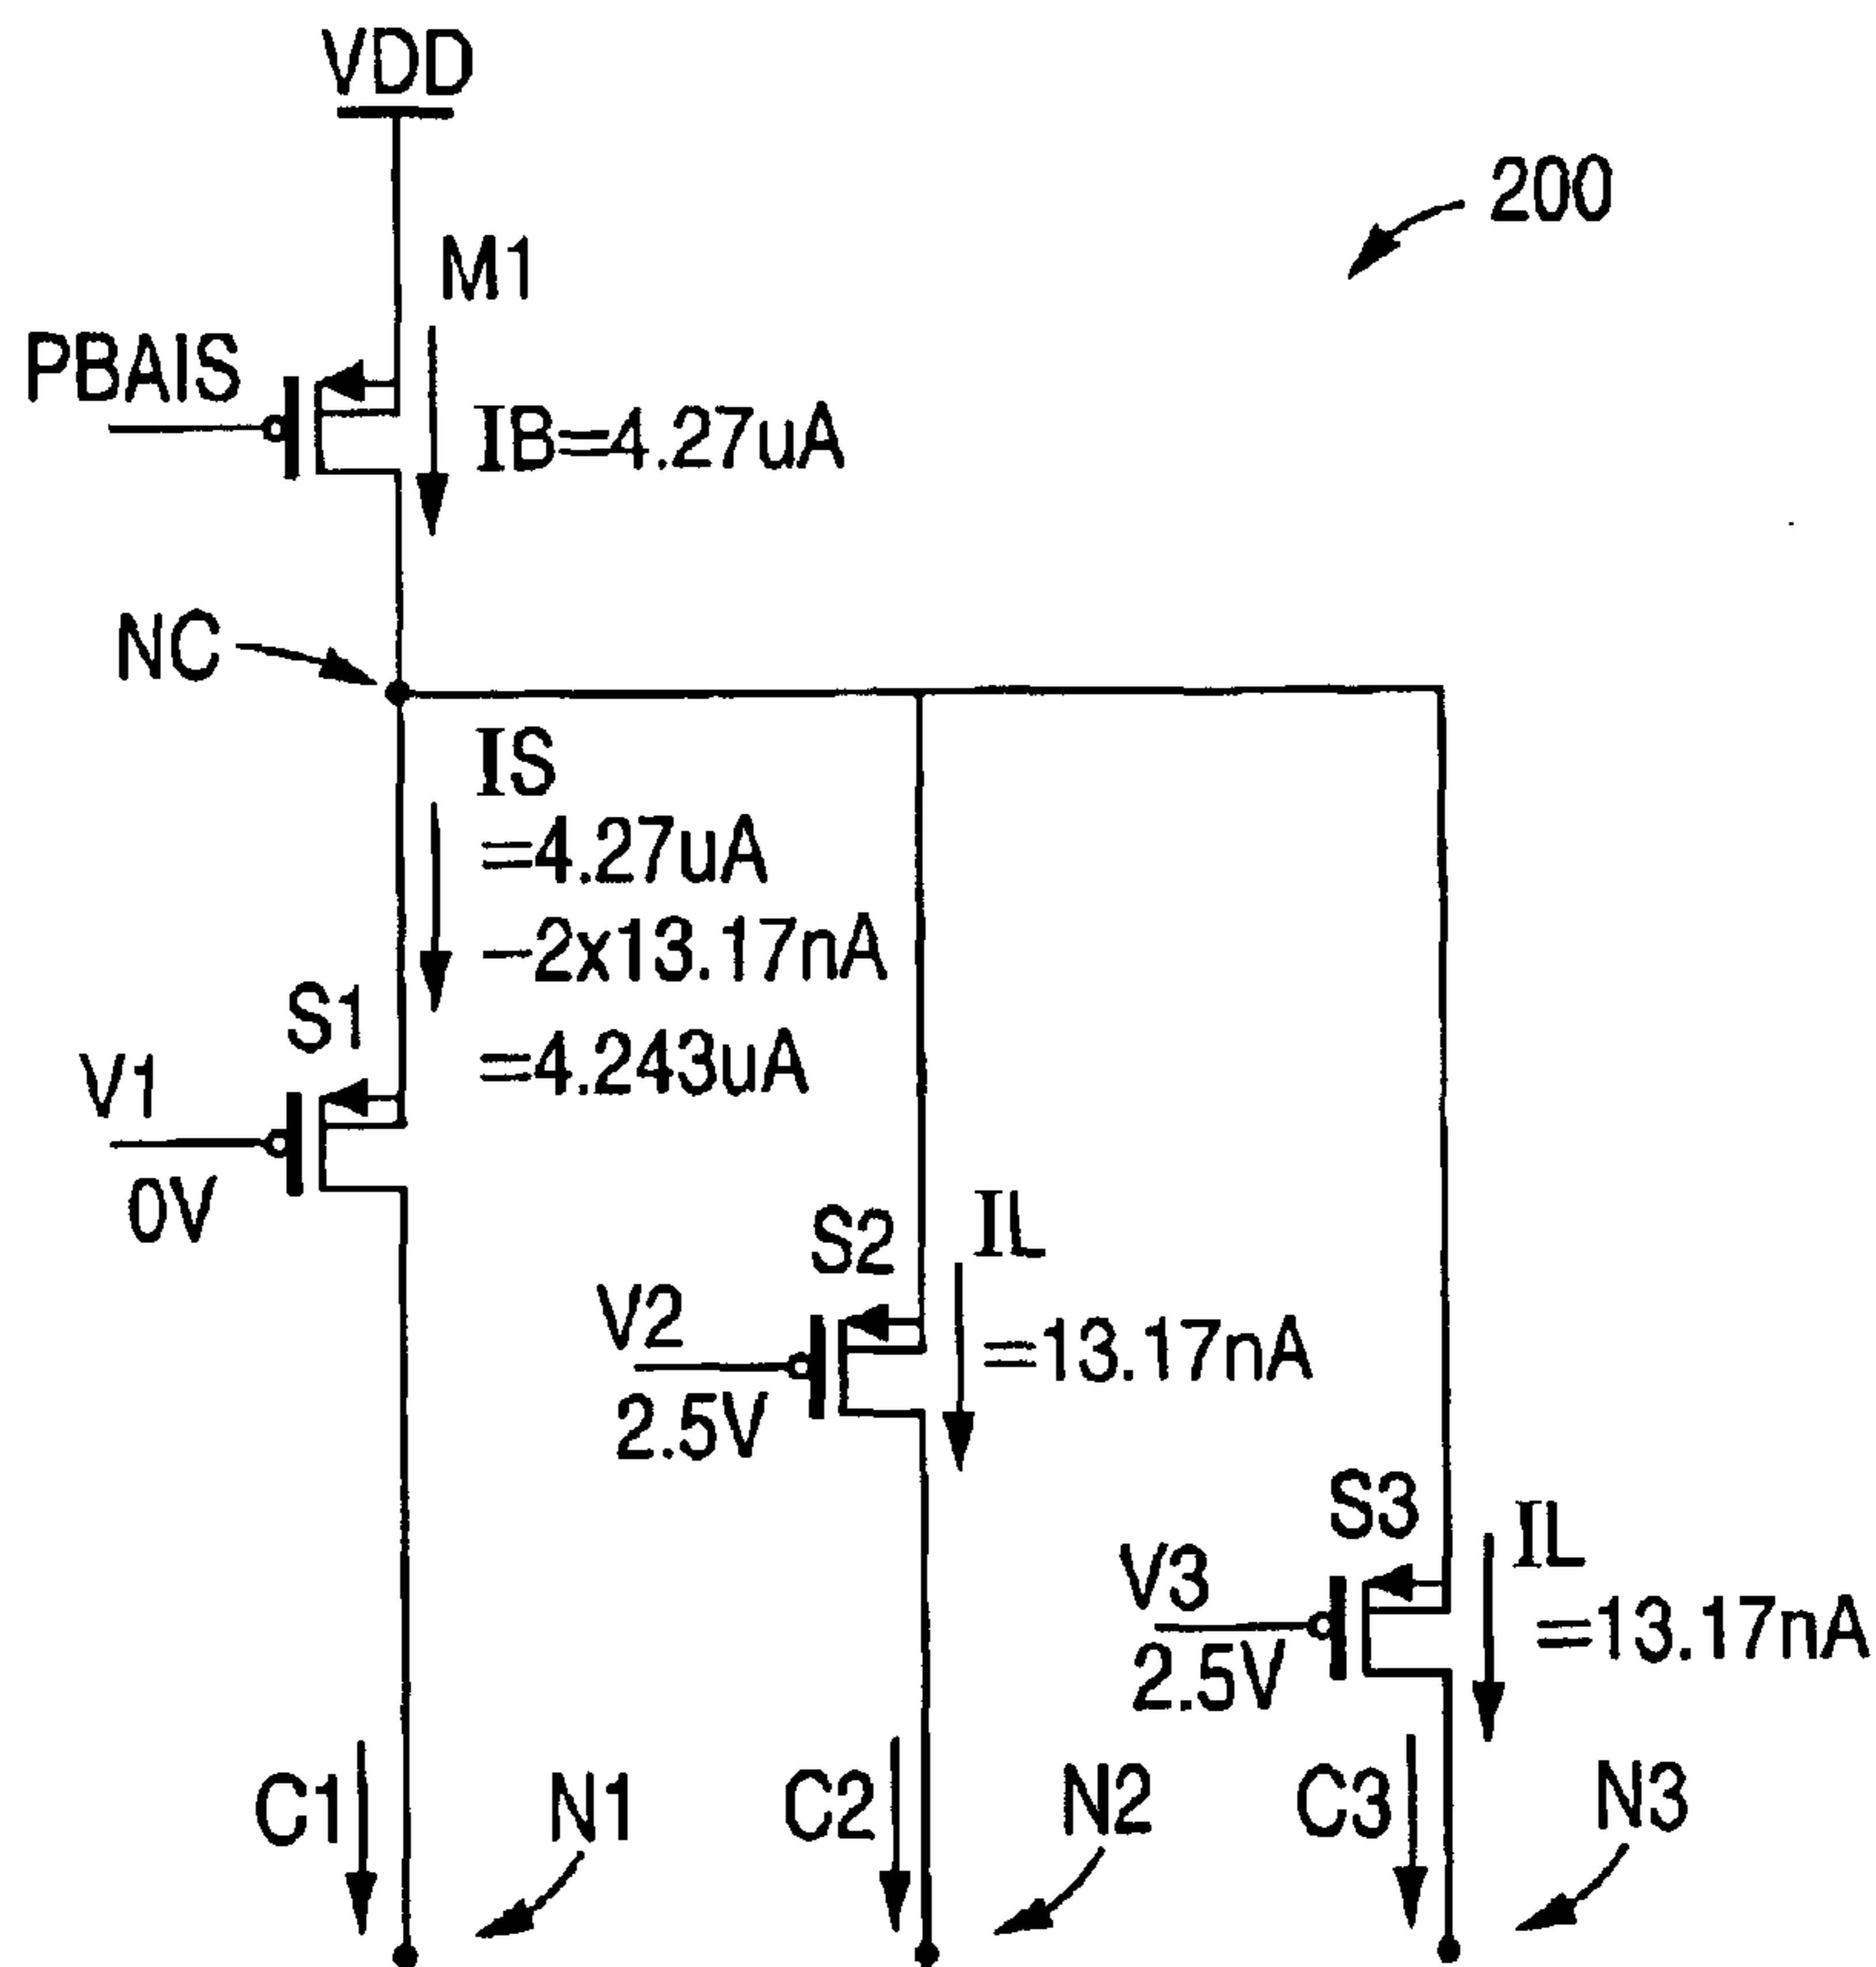 VDD
200
M1
PBAIS
IB=4.27uA
NC
IS
=4.27uA
-2x13.17nA
=4.243uA
S1
V1
0V
S2
IL
V2
=13.17nA
2.5V
S3
IL
V3
=13.17nA
2.5V
C1
N1
C2
N2
C3
N3